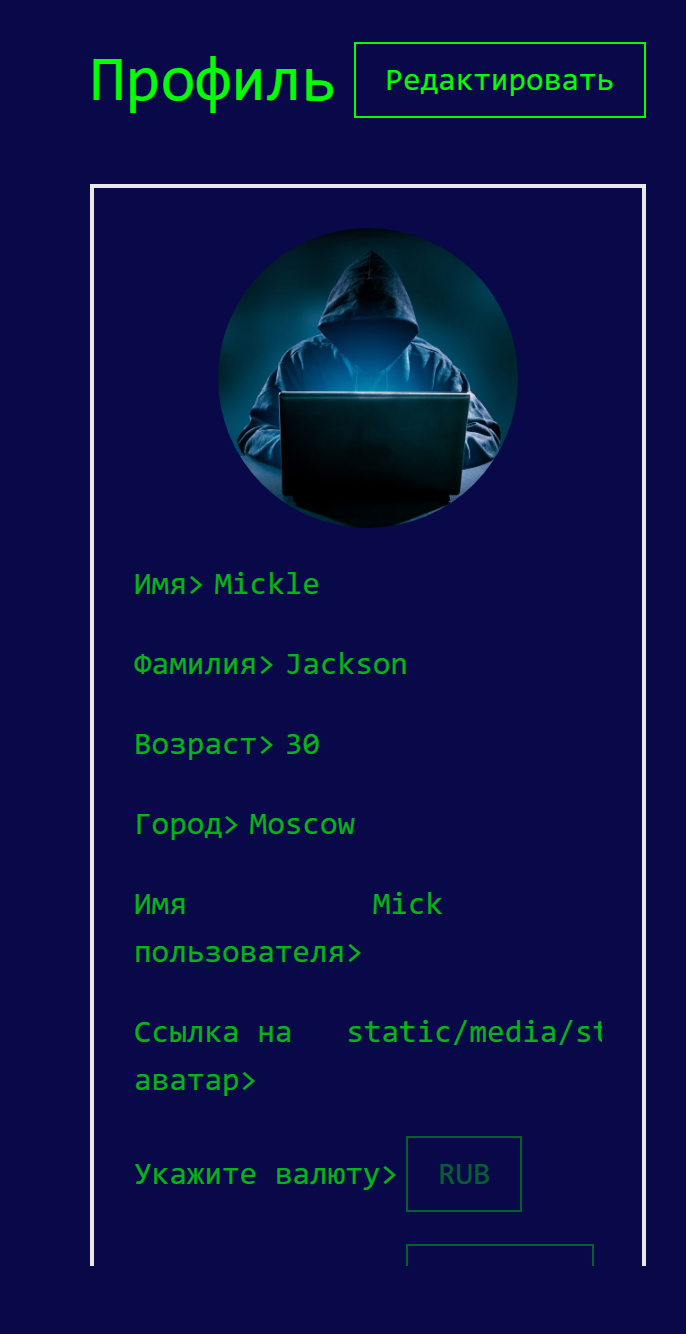 Профиль Редактировать
Имя> Mickle
Фамилия> Jackson
Возраст> 30
Город> Moscow
Имя Mick
пользователя>
Ссылка на static/media/st
аватар>
Укажите валюту> RUB